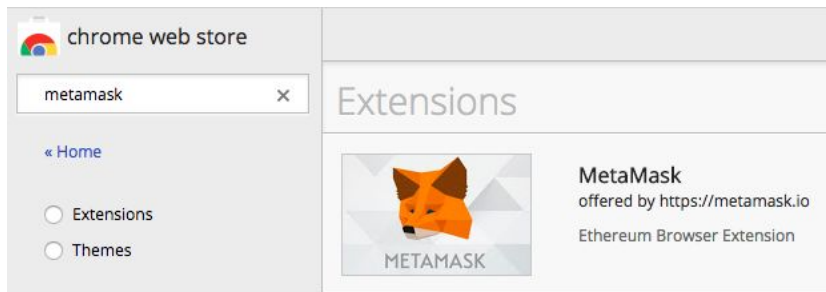 chrome web store
metamask ×
« Home
Extensions
Themes
Extensions
METAMASK
MetaMask
offered by https://metamask.io
Ethereum Browser Extension